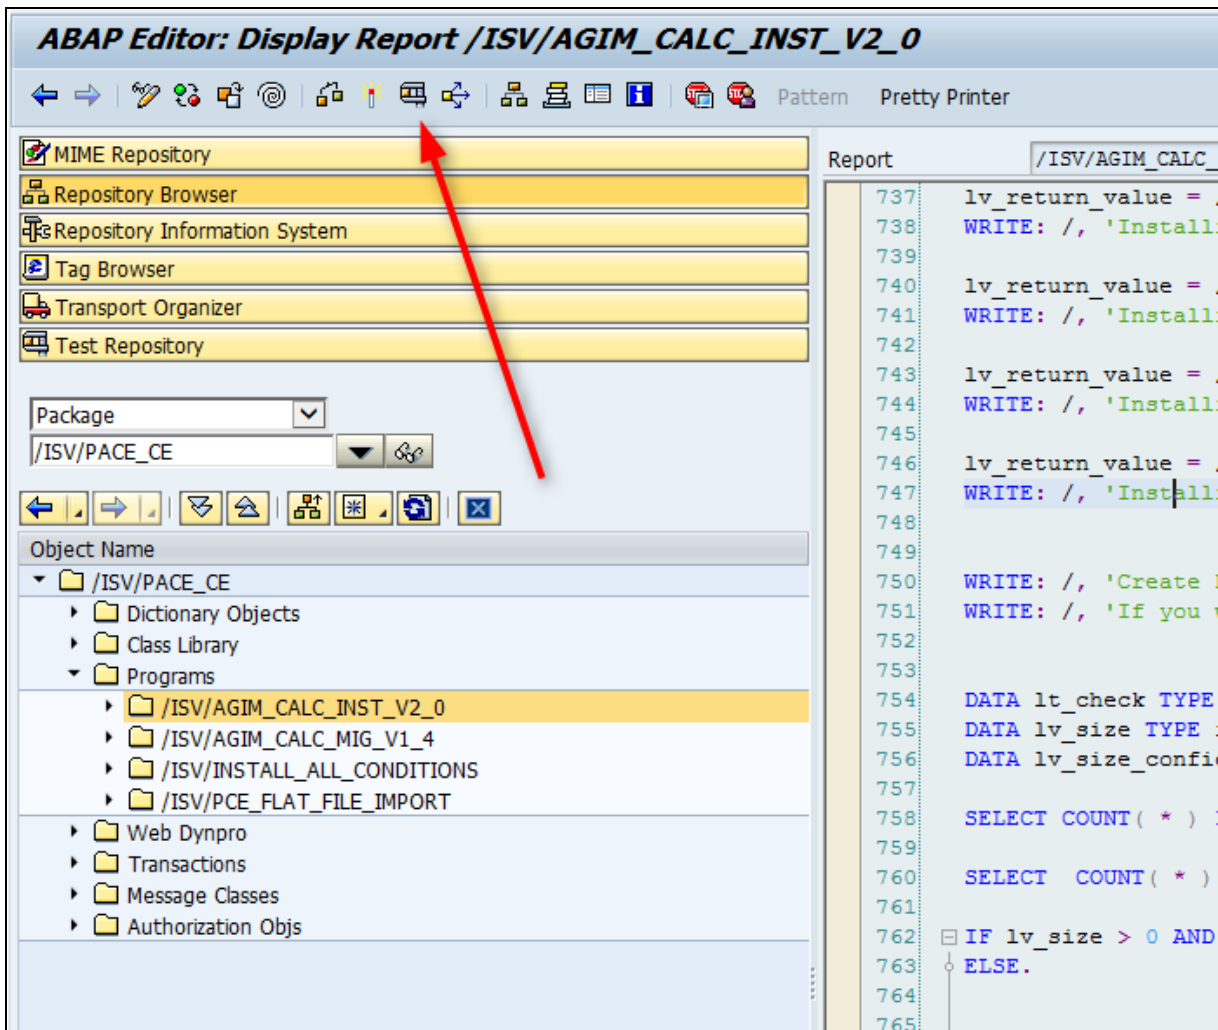 ABAP Editor: Display Report /ISV/AGIM_CALC_INST_V2_0
Pattern Pretty Printer
MIME Repository
Repository Browser
Repository Information System
Tag Browser
Transport Organizer
Test Repository
Package
/ISV/PACE_CE
Object Name
/ISV/PACE_CE
Dictionary Objects
Class Library
Programs
/ISV/AGIM_CALC_INST_V2_0
/ISV/AGIM_CALC_MIG_V1_4
/ISV/INSTALL_ALL_CONDITIONS
/ISV/PCE_FLAT_FILE_IMPORT
Web Dynpro
Transactions
Message Classes
Authorization Objs
Report /ISV/AGIM_CALC_
737 lv_return_value = 
738 WRITE: /, 'Install
739
740 lv_return_value = 
741 WRITE: /, 'Install
742
743 lv_return_value = 
744 WRITE: /, 'Install
745
746 lv_return_value = 
747 WRITE: /, 'Install
748
749
750 WRITE: /, 'Create
751 WRITE: /, 'If you
752
753
754 DATA lt_check TYPE
755 DATA lv_size TYPE
756 DATA lv_size_confi
757
758 SELECT COUNT( * )
759
760 SELECT COUNT( * )
761
762 IF lv_size > 0 AND
763 ELSE.
764
765